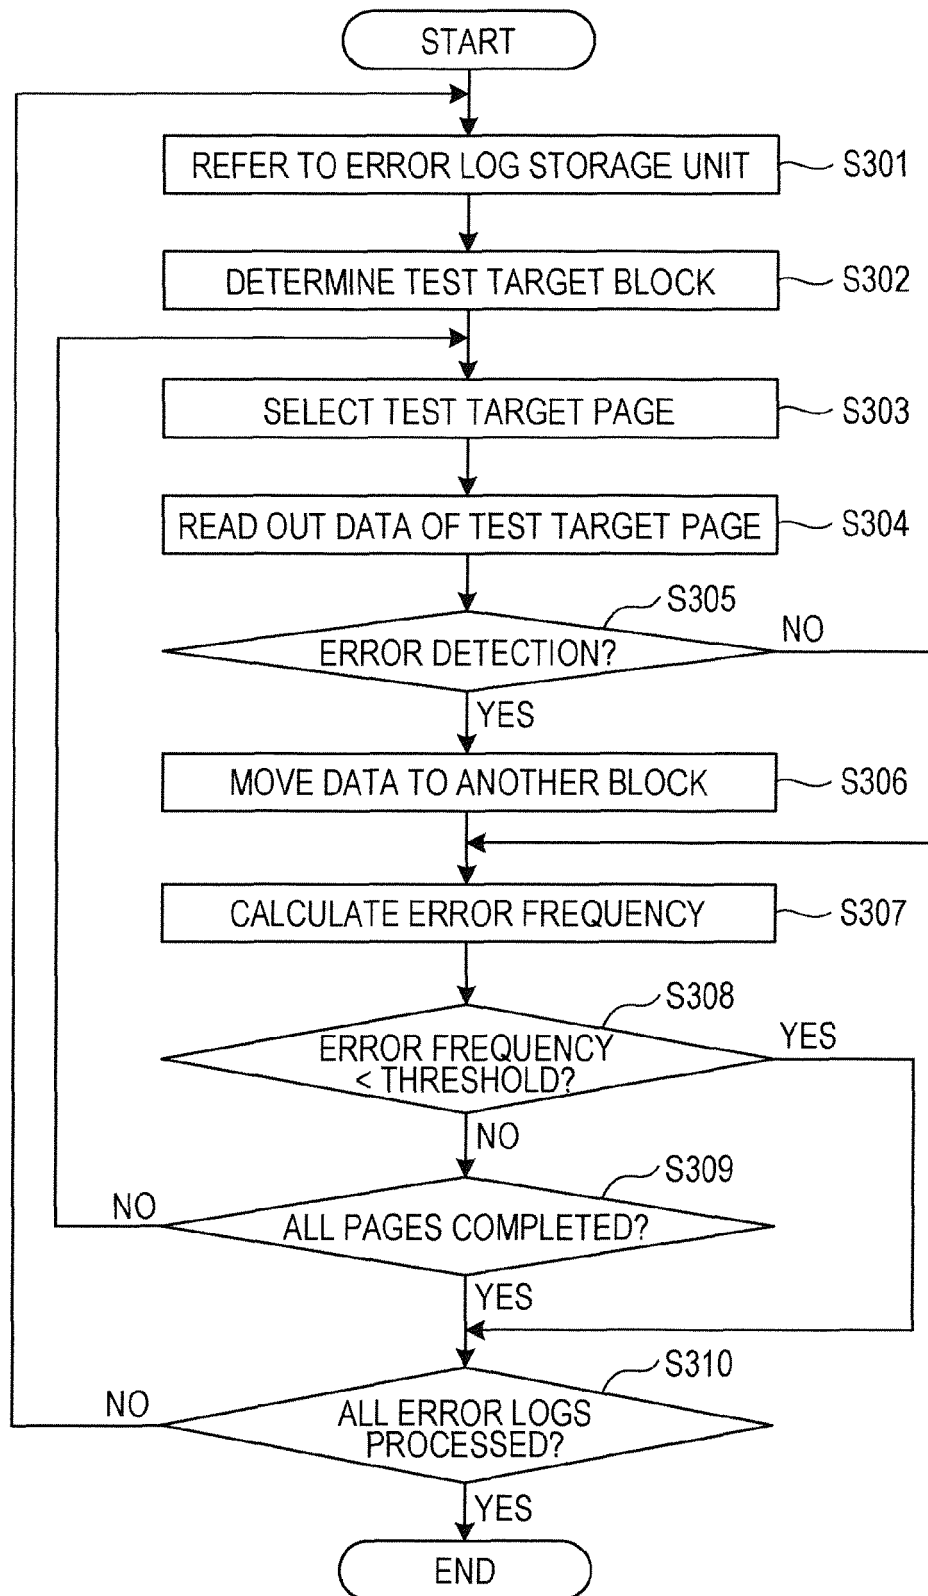 START
REFER TO ERROR LOG STORAGE UNIT
S301
DETERMINE TEST TARGET BLOCK
S302
SELECT TEST TARGET PAGE
S303
READ OUT DATA OF TEST TARGET PAGE
S304
S305
ERROR DETECTION?
NO
YES
MOVE DATA TO ANOTHER BLOCK
S306
CALCULATE ERROR FREQUENCY
S307
S308
ERROR FREQUENCY
< THRESHOLD?
YES
NO
S309
ALL PAGES COMPLETED?
NO
YES
S310
ALL ERROR LOGS
PROCESSED?
NO
YES
END